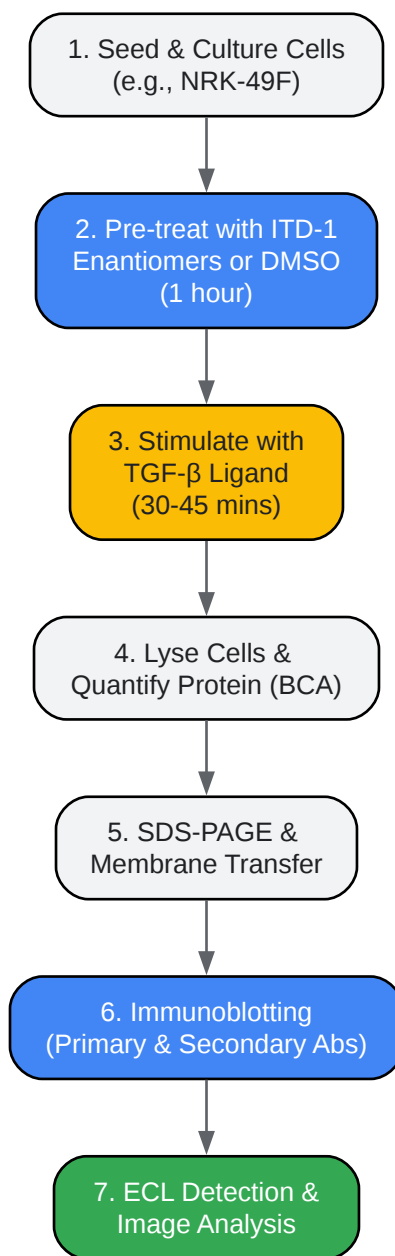 1. Seed & Culture Cells
(e.g., NRK-49F)
2. Pre-treat with ITD-1
Enantiomers or DMSO
(1 hour)
3. Stimulate with
TGF-β Ligand
(30-45 mins)
4. Lyse Cells &
Quantify Protein (BCA)
5. SDS-PAGE &
Membrane Transfer
6. Immunoblotting
(Primary & Secondary Abs)
7. ECL Detection &
Image Analysis